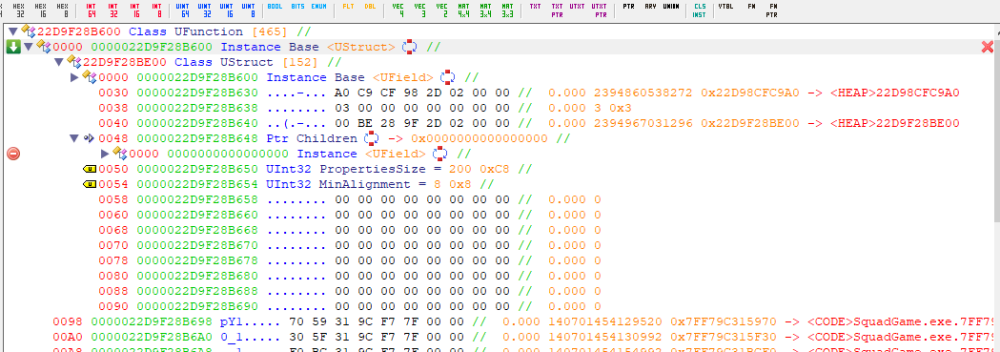 HEX HEX HEX INT INT INT INT UINT UINT UINT UINT BOOL BITS ENUM FLT DBL VEC VEC VEC MAT MAT MAT TXT TXT UTXT UTXT PTR ARY UNION CLS VTBL FN FN
32 16 8 64 32 16 8 64 32 16 8 4 3 2 4x4 3x4 3x3 PTR PTR INST PTR
22D9F28B600 Class UFunction [465] //
0000 0000022D9F28B600 Instance Base <UStruct> //
22D9F28BE00 Class UStruct [152] //
0000 0000022D9F28B600 Instance Base <UField> //
0030 0000022D9F28B630 ....-... A0 C9 CF 98 2D 02 00 00 // 0.000 2394860538272 0x22D98CFC9A0 -> <HEAP>22D98CFC9A0
0038 0000022D9F28B638 ........ 03 00 00 00 00 00 00 00 // 0.000 3 0x3
0040 0000022D9F28B640 ..(.-... 00 BE 28 9F 2D 02 00 00 // 0.000 2394967031296 0x22D9F28BE00 -> <HEAP>22D9F28BE00
0048 0000022D9F28B648 Ptr Children -> 0x0000000000000000 //
0000 0000000000000000 Instance <UField> //
0050 0000022D9F28B650 UInt32 PropertiesSize = 200 0xC8 //
0054 0000022D9F28B654 UInt32 MinAlignment = 8 0x8 //
0058 0000022D9F28B658 ........ 00 00 00 00 00 00 00 00 // 0.000 0
0060 0000022D9F28B660 ........ 00 00 00 00 00 00 00 00 // 0.000 0
0068 0000022D9F28B668 ........ 00 00 00 00 00 00 00 00 // 0.000 0
0070 0000022D9F28B670 ........ 00 00 00 00 00 00 00 00 // 0.000 0
0078 0000022D9F28B678 ........ 00 00 00 00 00 00 00 00 // 0.000 0
0080 0000022D9F28B680 ........ 00 00 00 00 00 00 00 00 // 0.000 0
0088 0000022D9F28B688 ........ 00 00 00 00 00 00 00 00 // 0.000 0
0090 0000022D9F28B690 ........ 00 00 00 00 00 00 00 00 // 0.000 0
0098 0000022D9F28B698 pY1..... 70 59 31 9C F7 7F 00 00 // 0.000 140701454129520 0x7FF79C315970 -> <CODE>SquadGame.exe.7FF79
00A0 0000022D9F28B6A0 0_1..... 30 5F 31 9C F7 7F 00 00 // 0.000 140701454130992 0x7FF79C315F30 -> <CODE>SquadGame.exe.7FF79